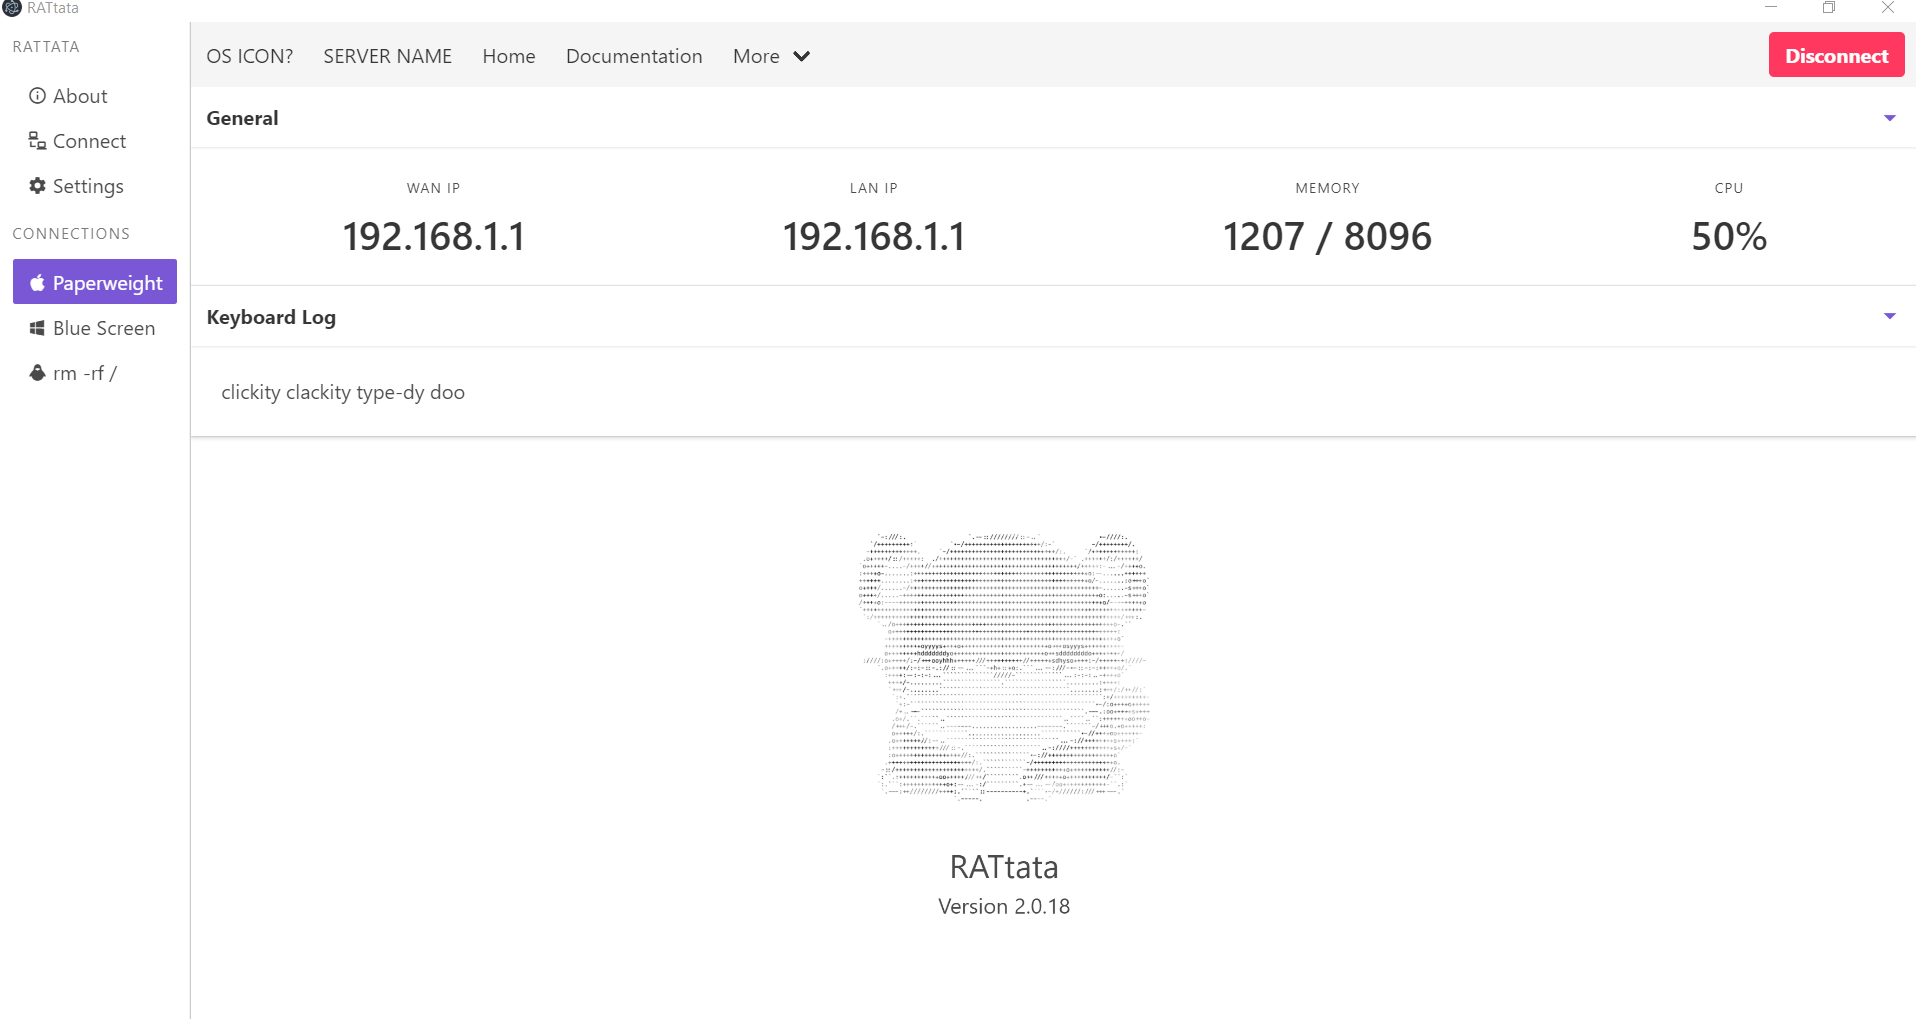 RATtata
RATTATA
About
Connect
Settings
CONNECTIONS
Paperweight
Blue Screen
rm -rf /
OS ICON? SERVER NAME Home Documentation More Disconnect
General
WAN IP LAN IP MEMORY CPU
192.168.1.1 192.168.1.1 1207 / 8096 50%
Keyboard Log
clickity clackity type-dy doo
RATtata
Version 2.0.18